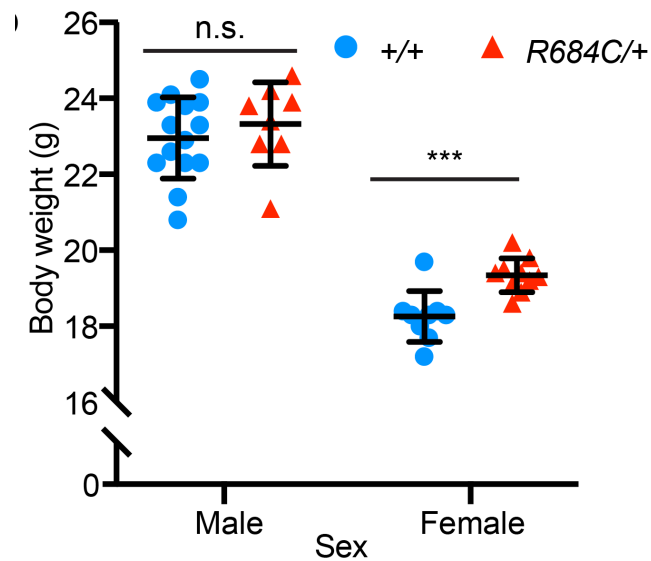 26
n.s.
+/+
R684C/+
24
22
***
20
18
16
0
Body weight (g)
Male
Female
Sex